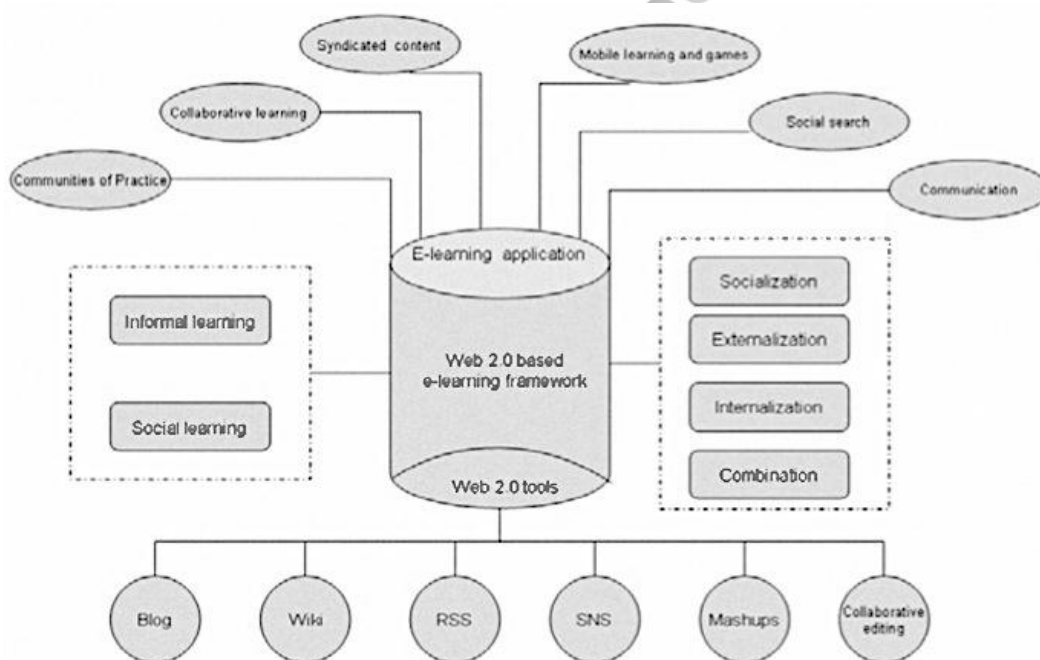 Syndicated content
Mobile learning and games
Collaborative learning
Social search
Communities of Practice
Communication
E-learning application
Socialization
Informal learning
Externalization
Web 2.0 based
e-learning framework
Internalization
Social learning
Combination
Web 2.0 tools
Blog
Wiki
RSS
SNS
Mashups
Collaborative
editing